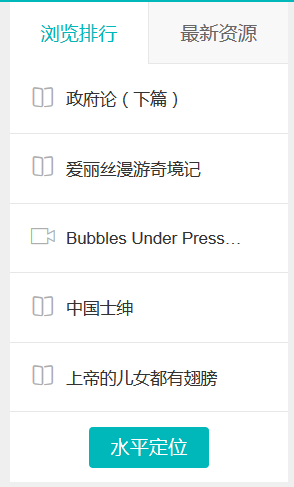 浏览排行 最新资源
政府论（下篇）
爱丽丝漫游奇境记
Bubbles Under Press…
中国士绅
上帝的儿女都有翅膀
水平定位